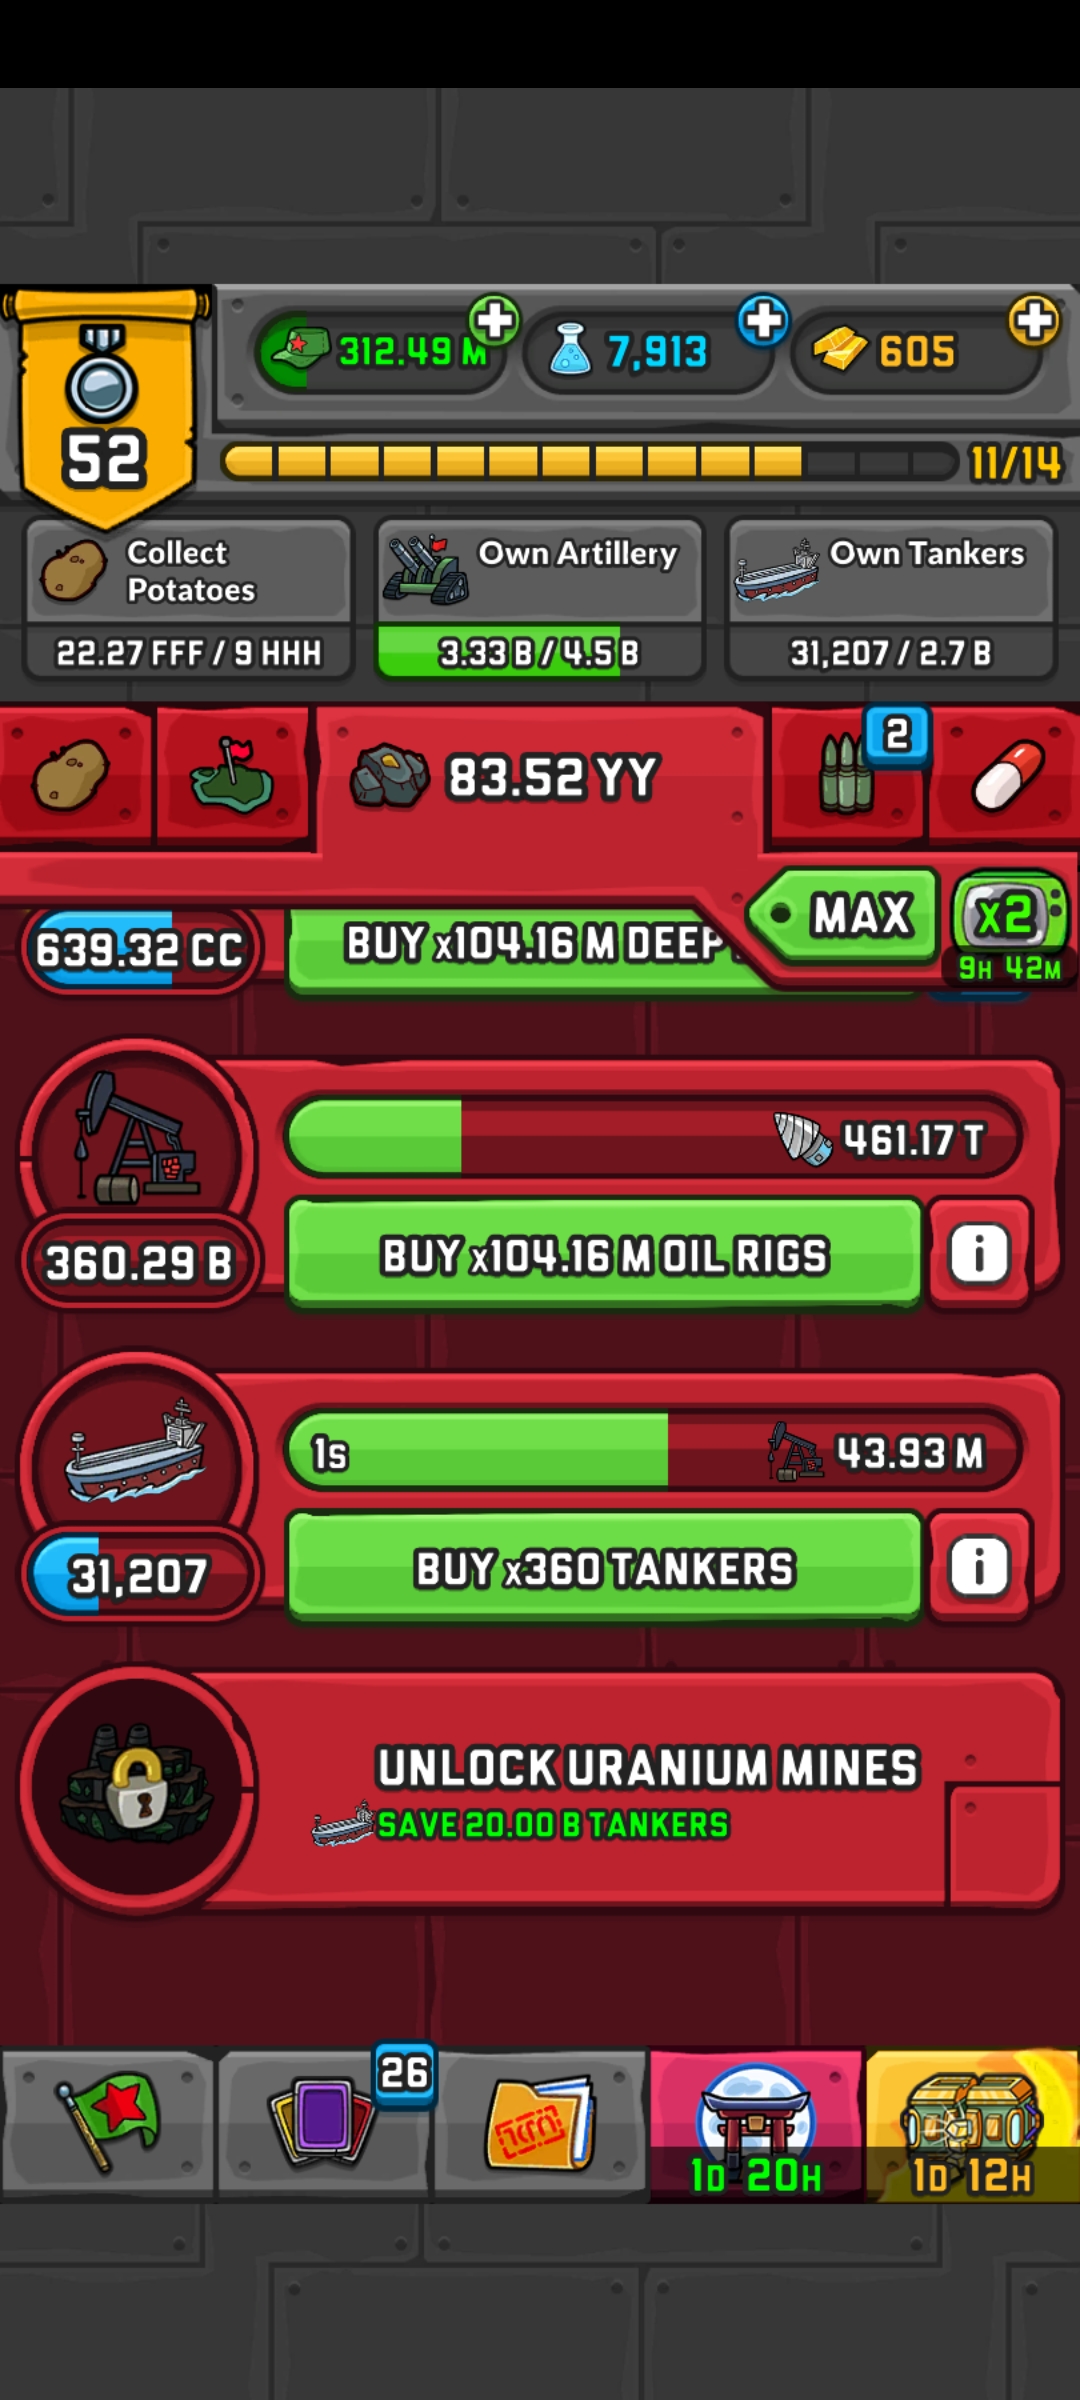 312.49 M
7,913
605
52
11/14
Collect
Potatoes
22.27 FFF / 9 HHH
Own Artillery
3.33 B / 4.5 B
Own Tankers
31,207 / 2.7 B
83.52 YY
2
MAX
x2
9H 42M
639.32 CC
BUY x104.16 M DEEP
461.17 T
360.29 B
BUY x104.16 M OIL RIGS
i
1s
43.93 M
31,207
BUY x360 TANKERS
i
UNLOCK URANIUM MINES
SAVE 20.00 B TANKERS
26
1D 20H
1D 12H